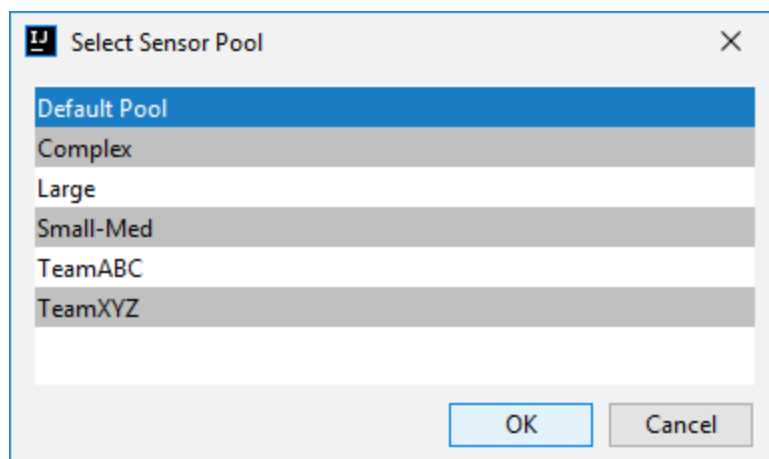 IJ
Select Sensor Pool
Default Pool
Complex
Large
Small-Med
TeamABC
TeamXYZ
OK Cancel